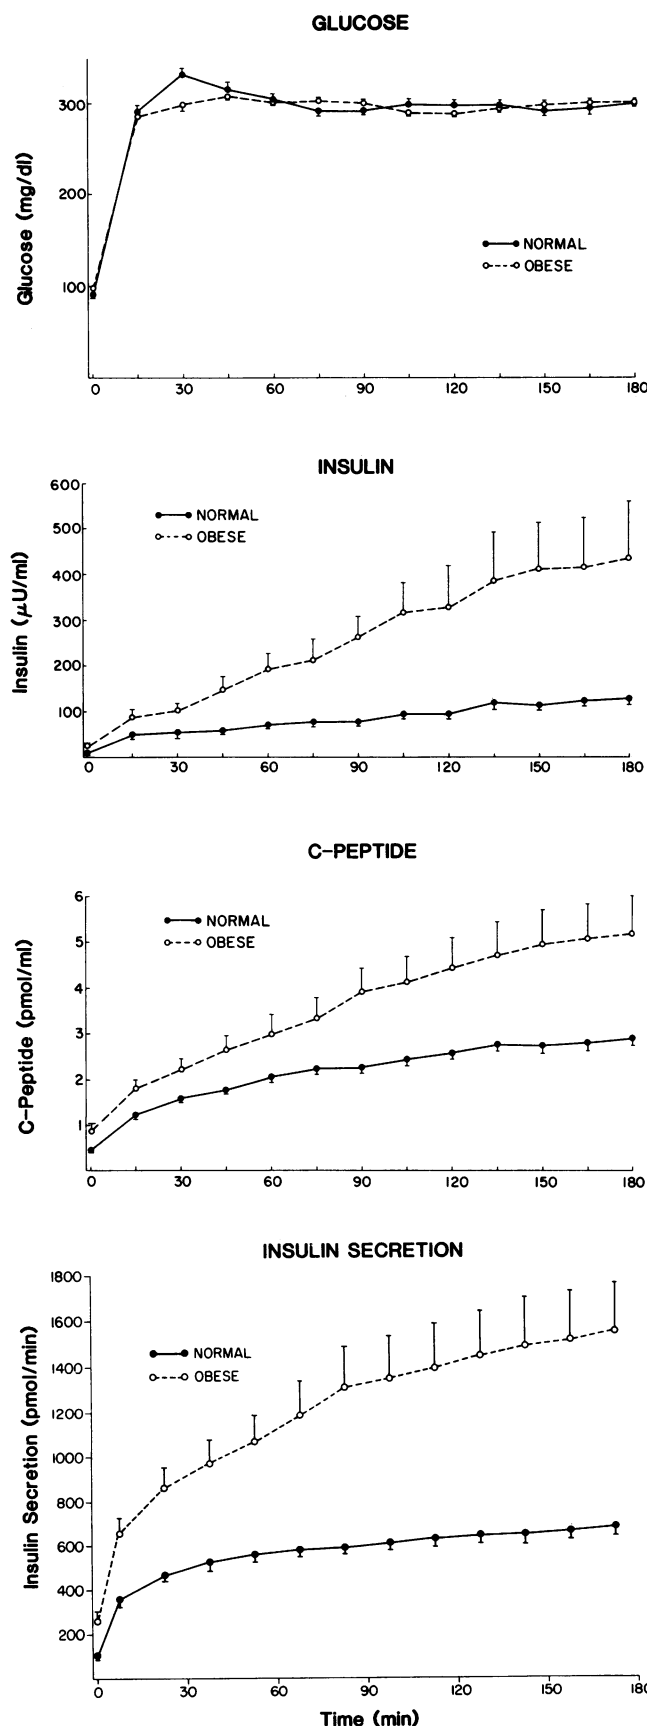 GLUCOSE
Glucose (mg/dl)
300
200
100
NORMAL
OBESE
0 30 60 90 120 150 180
INSULIN
Insulin (μU/ml)
600
500
400
300
200
100
NORMAL
OBESE
0 30 60 90 120 150 180
C-PEPTIDE
C-Peptide (pmol/ml)
6
5
4
3
2
1
NORMAL
OBESE
0 30 60 90 120 150 180
INSULIN SECRETION
Insulin Secretion (pmol/min)
1800
1600
1400
1200
1000
800
600
400
200
NORMAL
OBESE
0 30 60 90 120 150 180
Time (min)